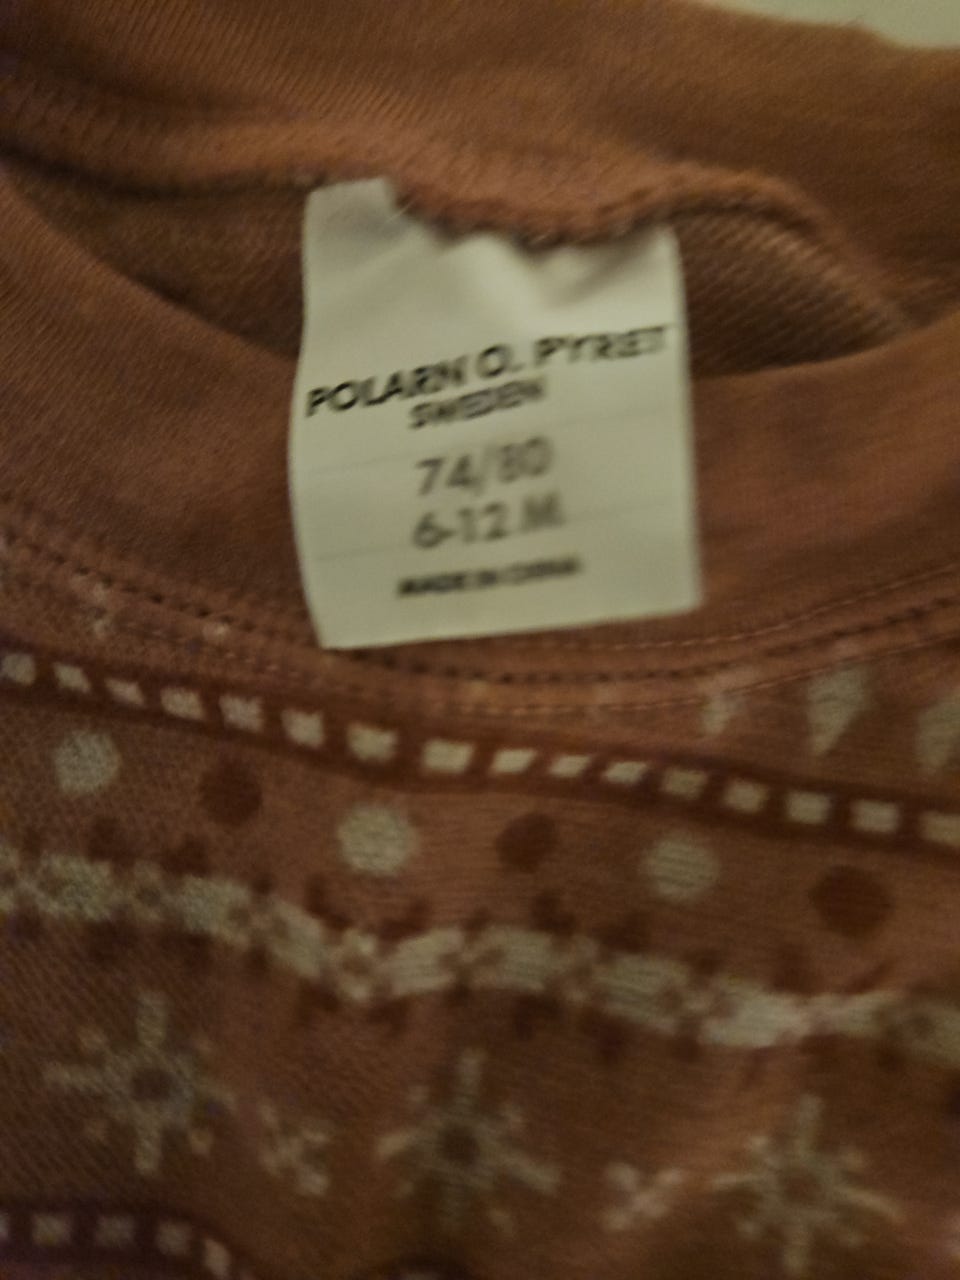 POLARN O. PYRET
SWEDEN
74/80
6-12 M
MADE IN CHINA